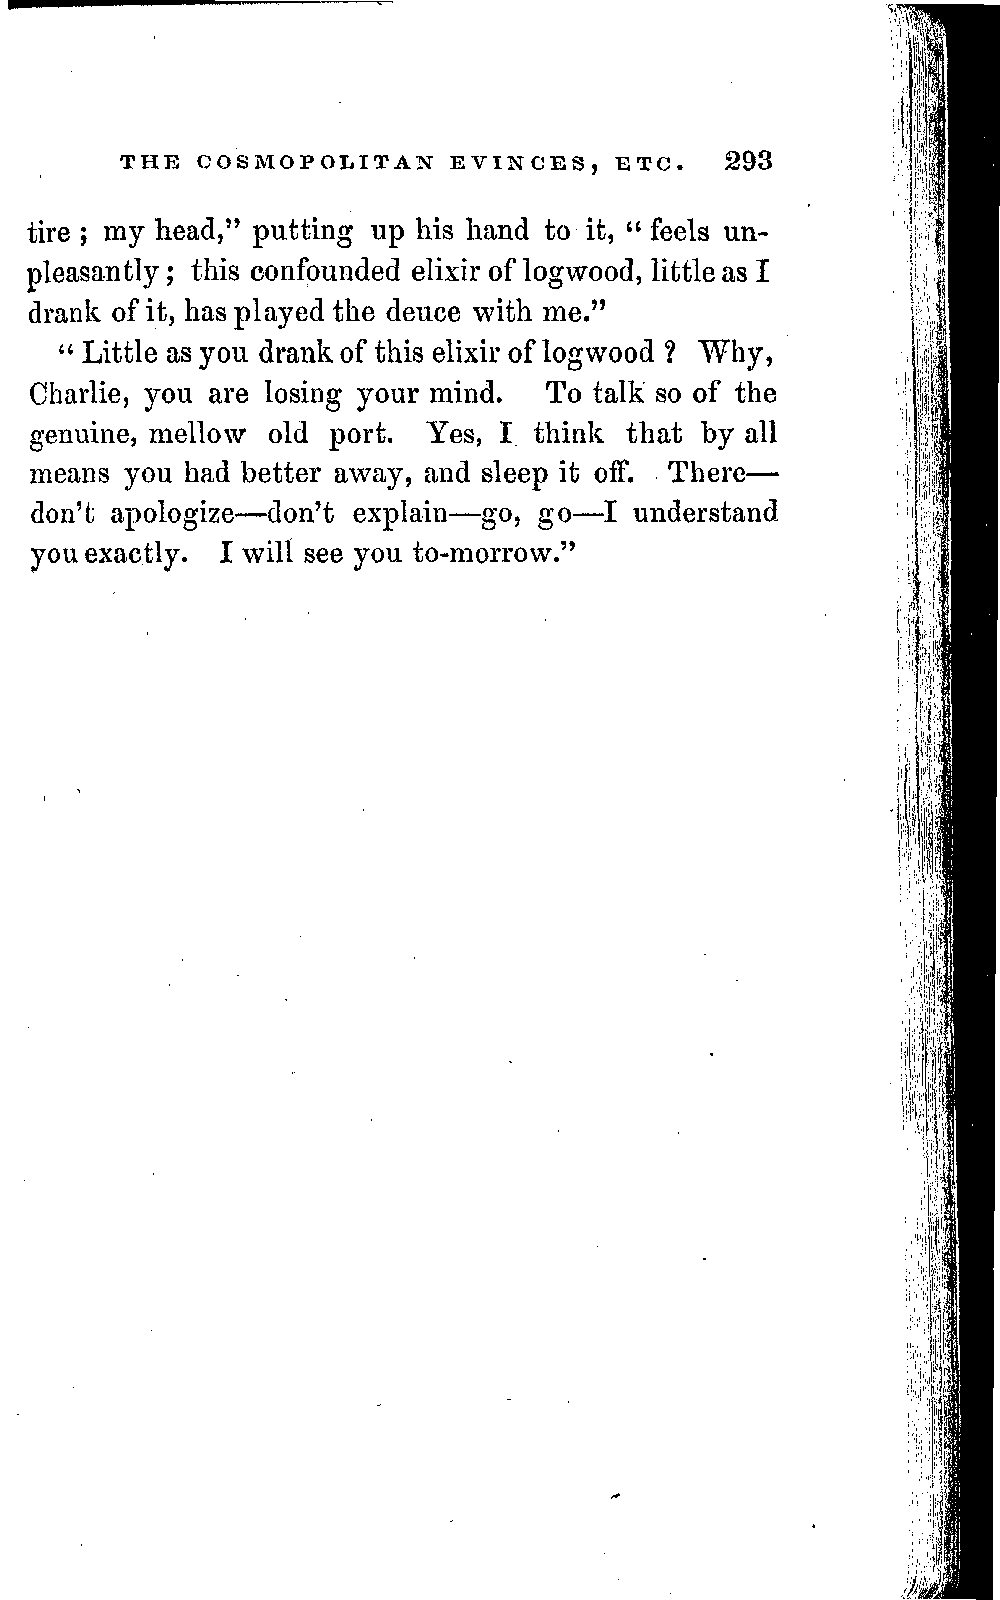 THE COSMOPOLITAN EVINCES, ETC. 293
tire ; my head," putting up his hand to it, " feels un-
pleasantly ; this confounded elixir of logwood, little as I
drank of it, has played the deuce with me."
" Little as you drank of this elixir of logwood ? Why,
Charlie, you are losing your mind. To talk so of the
genuine, mellow old port. Yes, I think that by all
means you had better away, and sleep it off. There—
don't apologize—don't explain—go, go—I understand
you exactly. I will see you to-morrow."